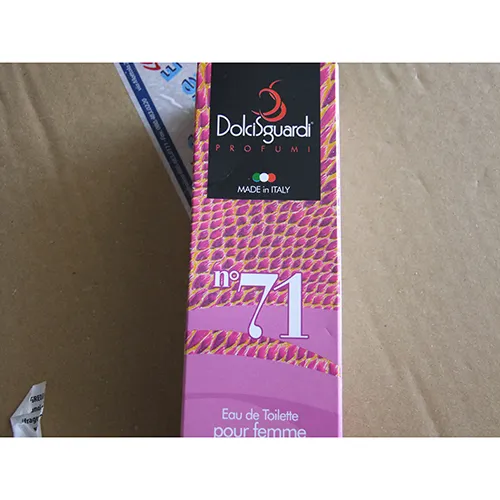 DolciSguardi®
PROFUMI
MADE in ITALY
n°71
Eau de Toilette
pour femme